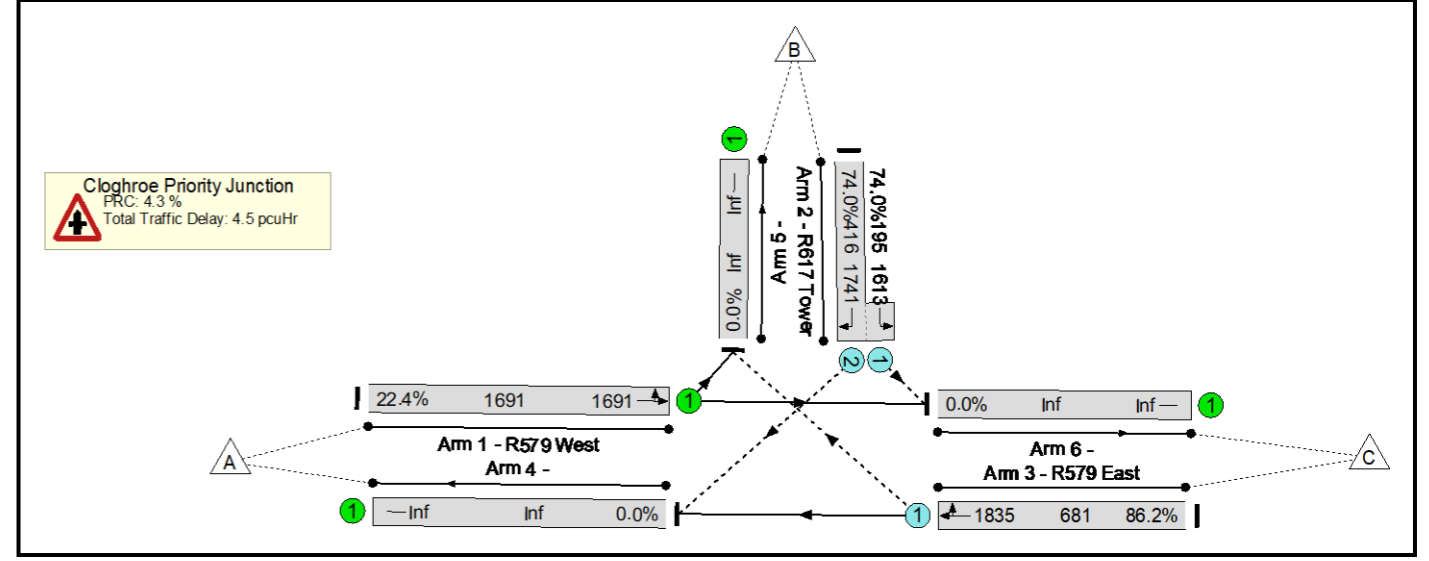 B
Cloghroe Priority Junction
PRC: 4.3 %
Total Traffic Delay: 4.5 pcuHr
1
Inf Inf 0.0%
Arm 5 -
Arm 2 - R617 Tower
74.0% 416 1741
74.0% 195 1613
2 1
22.4% 1691 1691
1
0.0% Inf Inf
1
Arm 1 - R579 West
Arm 4 -
A
Arm 6 -
Arm 3 - R579 East
C
1
Inf Inf 0.0%
1
1835 681 86.2%